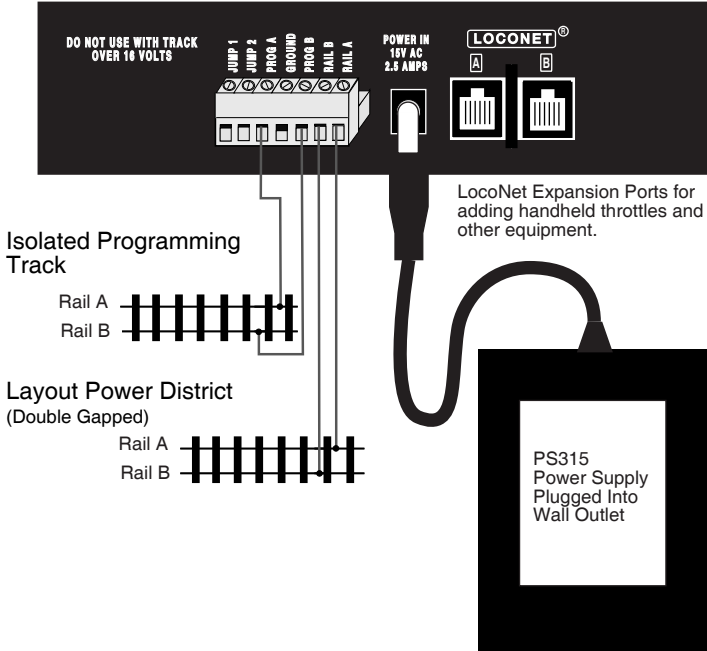 DO NOT USE WITH TRACK
OVER 16 VOLTS
JUMP 1
JUMP 2
PROG A
GROUND
PROG B
RAIL B
RAIL A
POWER IN
15V AC
2.5 AMPS
LOCONET®
A
B
LocoNet Expansion Ports for
adding handheld throttles and
other equipment.
Isolated Programming
Track
Rail A
Rail B
Layout Power District
(Double Gapped)
Rail A
Rail B
PS315
Power Supply
Plugged Into
Wall Outlet